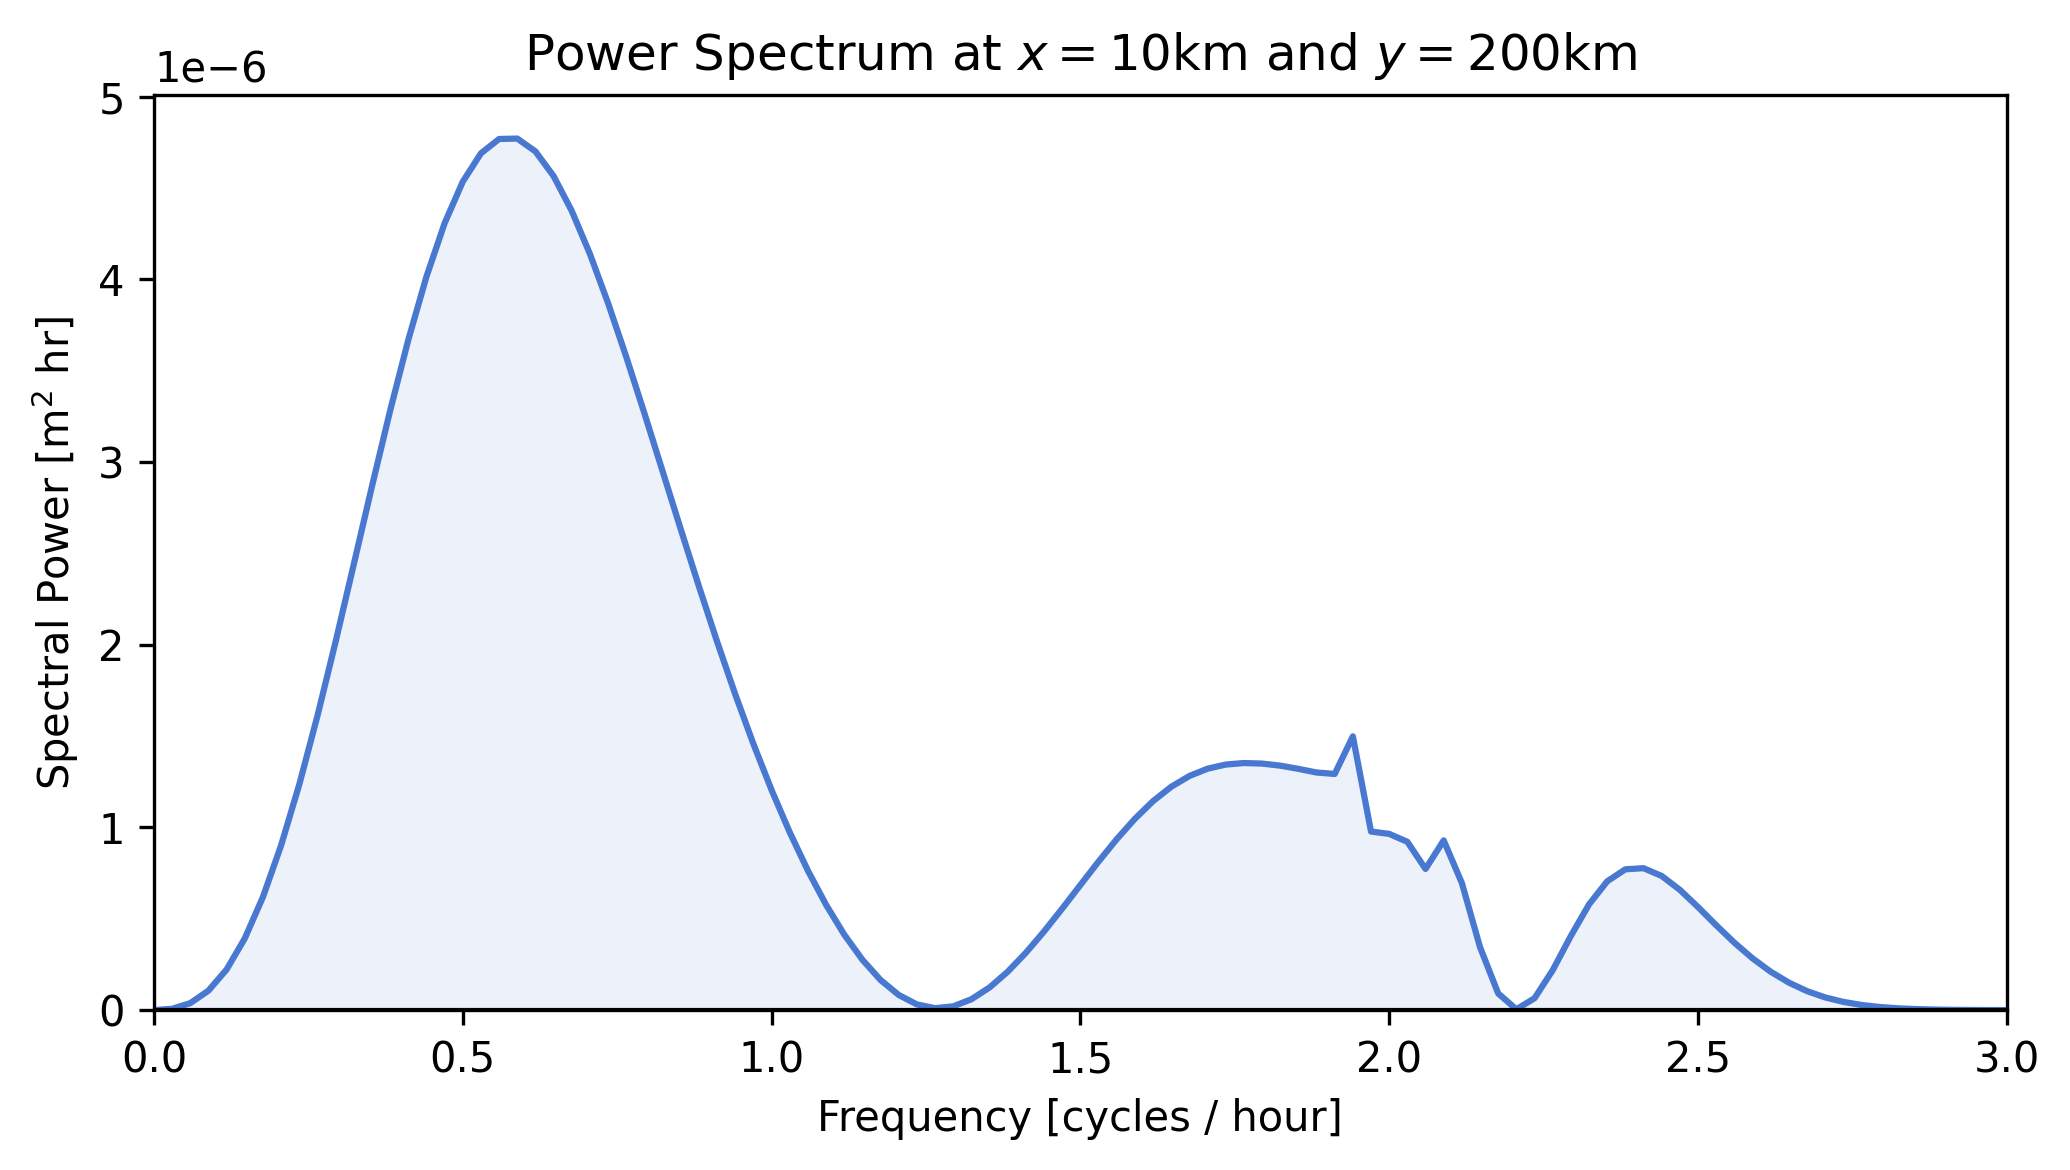 Power Spectrum at x = 10km and y = 200km
1e−6
5
4
3
2
1
0
Spectral Power [m² hr]
0.0 0.5 1.0 1.5 2.0 2.5 3.0
Frequency [cycles / hour]